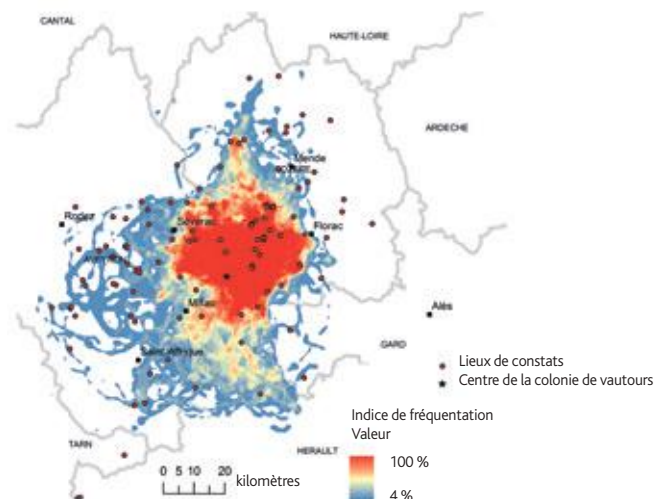 CANTAL
HAUTE-LOIRE
ARDECHE
Mende
Rodez
Séverac
Florac
AVEYRON
Millau
Alès
GARD
Saint-Affrique
Lieux de constats
Centre de la colonie de vautours
Indice de fréquentation
Valeur
TARN
HERAULT
100 %
0 5 10 20
kilomètres
4 %